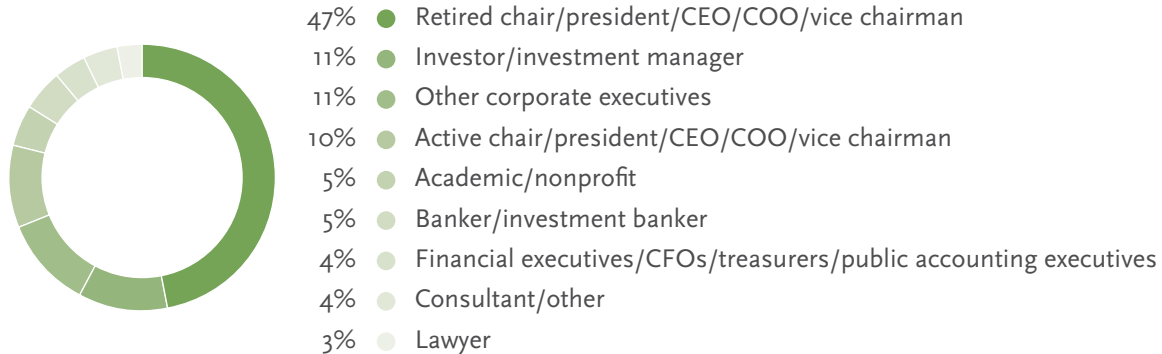 47% Retired chair/president/CEO/COO/vice chairman
11% Investor/investment manager
11% Other corporate executives
10% Active chair/president/CEO/COO/vice chairman
5% Academic/nonprofit
5% Banker/investment banker
4% Financial executives/CFOs/treasurers/public accounting executives
4% Consultant/other
3% Lawyer